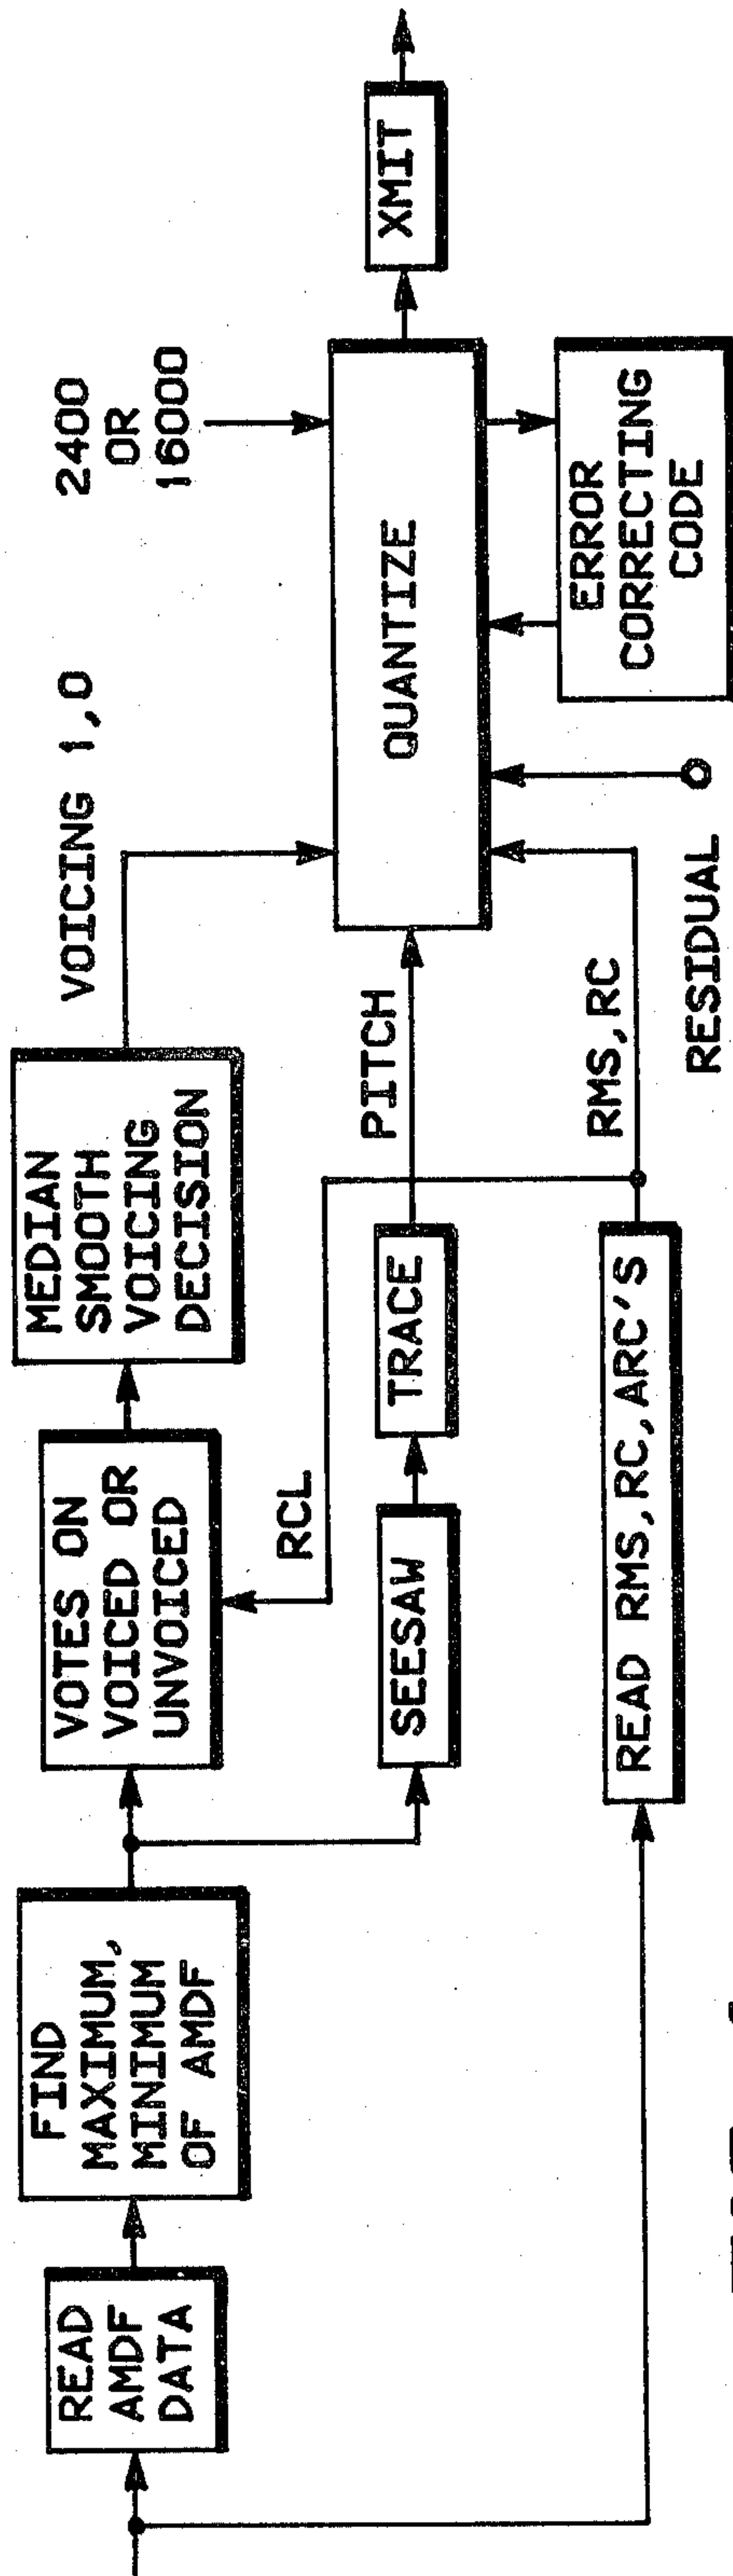 READ
AMDF
DATA
FIND
MAXIMUM,
MINIMUM
OF AMDF
VOTES ON
VOICED OR
UNVOICED
MEDIAN
SMOOTH
VOICING
DECISION
VOICING 1,0
2400
OR
16000
RCL
SEESAW
TRACE
PITCH
QUANTIZE
XMIT
READ RMS,RC,ARC'S
RMS,RC
RESIDUAL
ERROR
CORRECTING
CODE